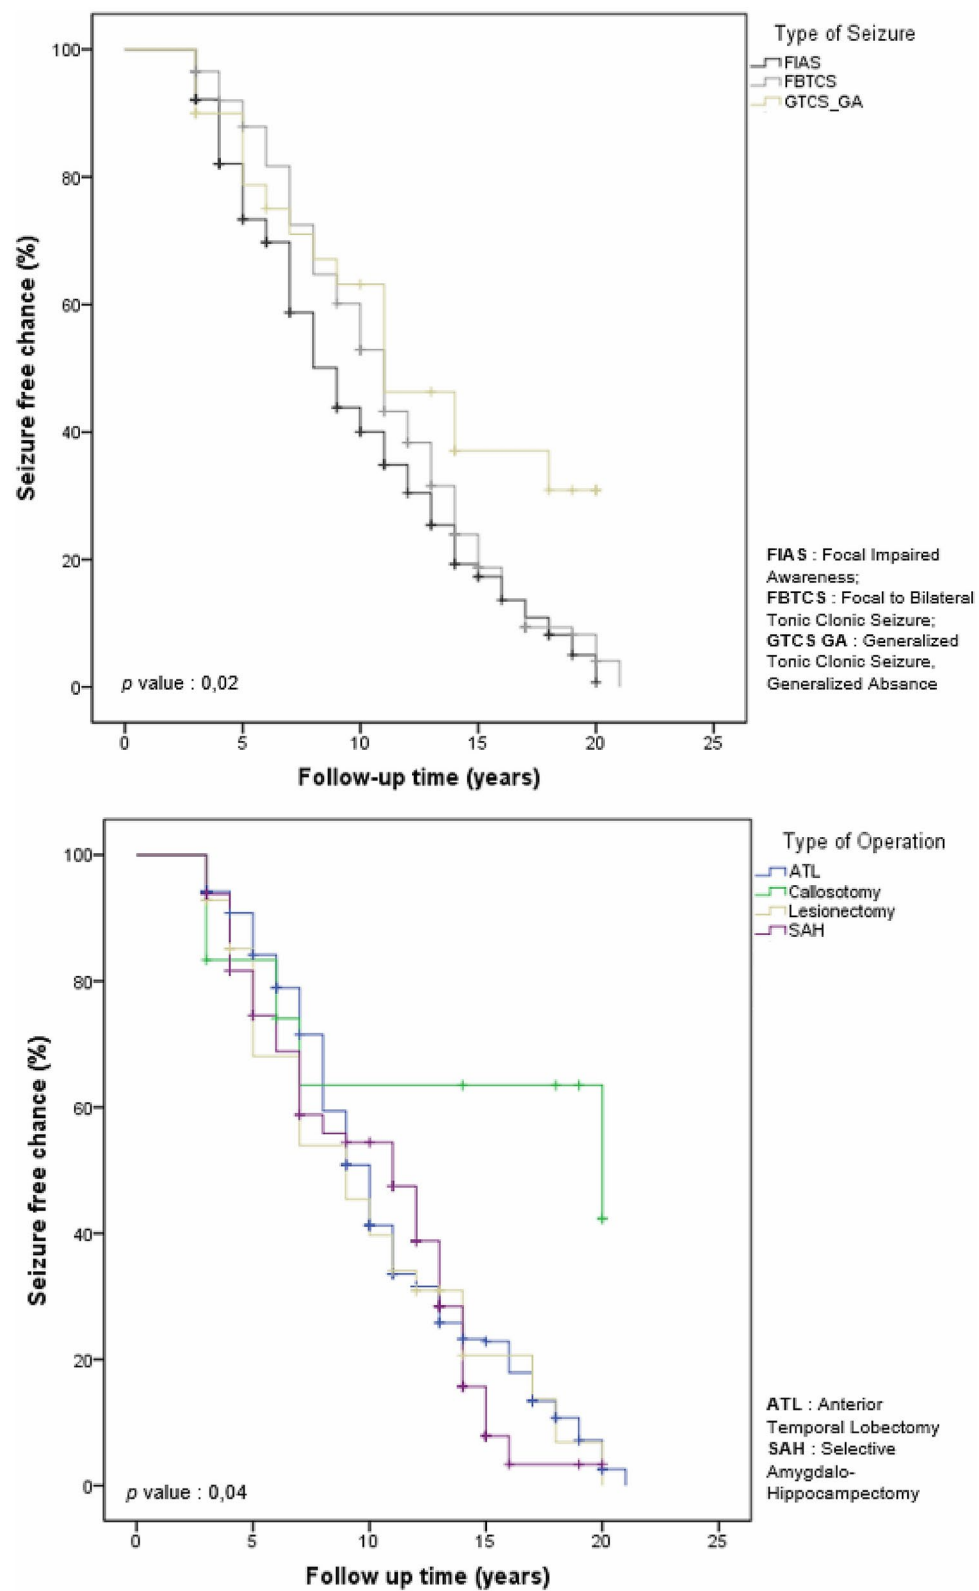 Type of Seizure
FIAS
FBTCS
GTCS_GA
100
80
60
40
20
0
Seizure free chance (%)
p value : 0,02
0 5 10 15 20 25
Follow-up time (years)
FIAS : Focal Impaired
Awareness;
FBTCS : Focal to Bilateral
Tonic Clonic Seizure;
GTCS GA : Generalized
Tonic Clonic Seizure,
Generalized Absance
Type of Operation
ATL
Callosotomy
Lesionectomy
SAH
100
80
60
40
20
0
Seizure free chance (%)
p value : 0,04
0 5 10 15 20 25
Follow up time (years)
ATL : Anterior
Temporal Lobectomy
SAH : Selective
Amygdalo-
Hippocampectomy